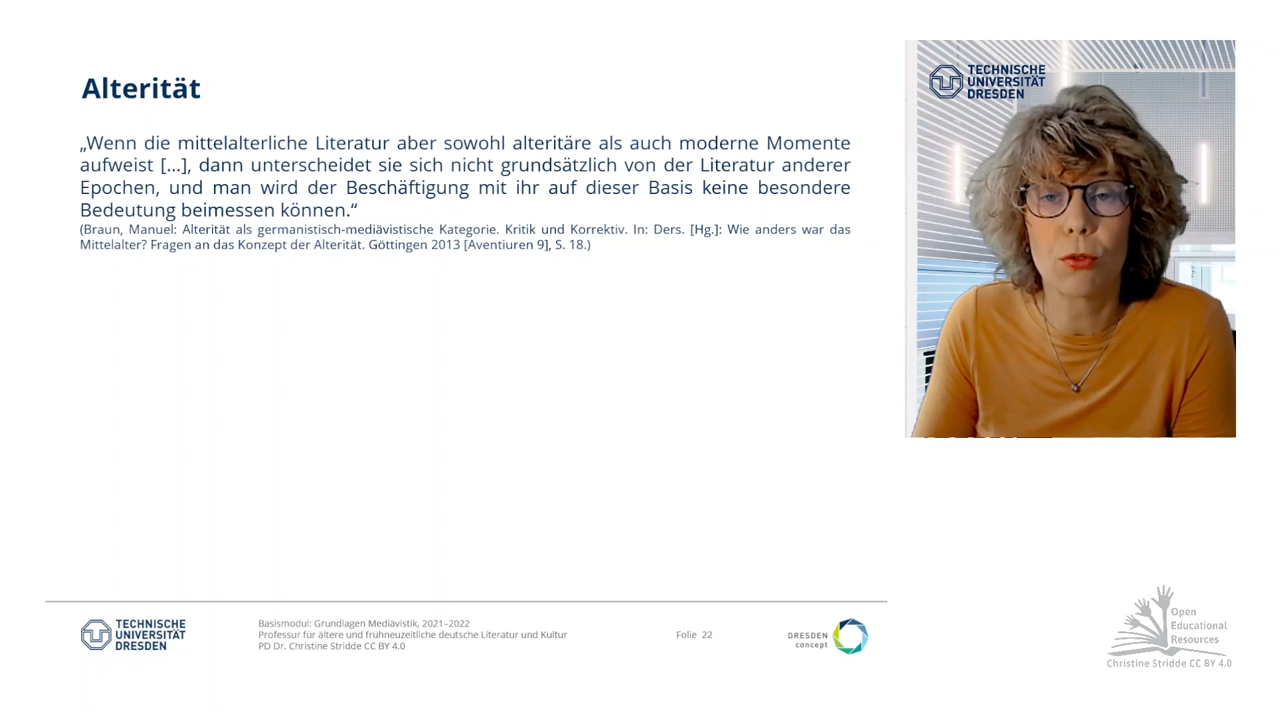 Alterität
„Wenn die mittelalterliche Literatur aber sowohl alteritäre als auch moderne Momente
aufweist [...], dann unterscheidet sie sich nicht grundsätzlich von der Literatur anderer
Epochen, und man wird der Beschäftigung mit ihr auf dieser Basis keine besondere
Bedeutung beimessen können.“
(Braun, Manuel: Alterität als germanistisch-mediävistische Kategorie. Kritik und Korrektiv. In: Ders. [Hg.]: Wie anders war das
Mittelalter? Fragen an das Konzept der Alterität. Göttingen 2013 [Aventiuren 9], S. 18.)
TECHNISCHE
UNIVERSITÄT
DRESDEN
TECHNISCHE
UNIVERSITÄT
DRESDEN
Basismodul: Grundlagen Mediävistik, 2021–2022
Professur für ältere und frühneuzeitliche deutsche Literatur und Kultur
PD Dr. Christine Stridde CC BY 4.0
Folie 22
DRESDEN
concept
Open
Educational
Resources
Christine Stridde CC BY 4.0